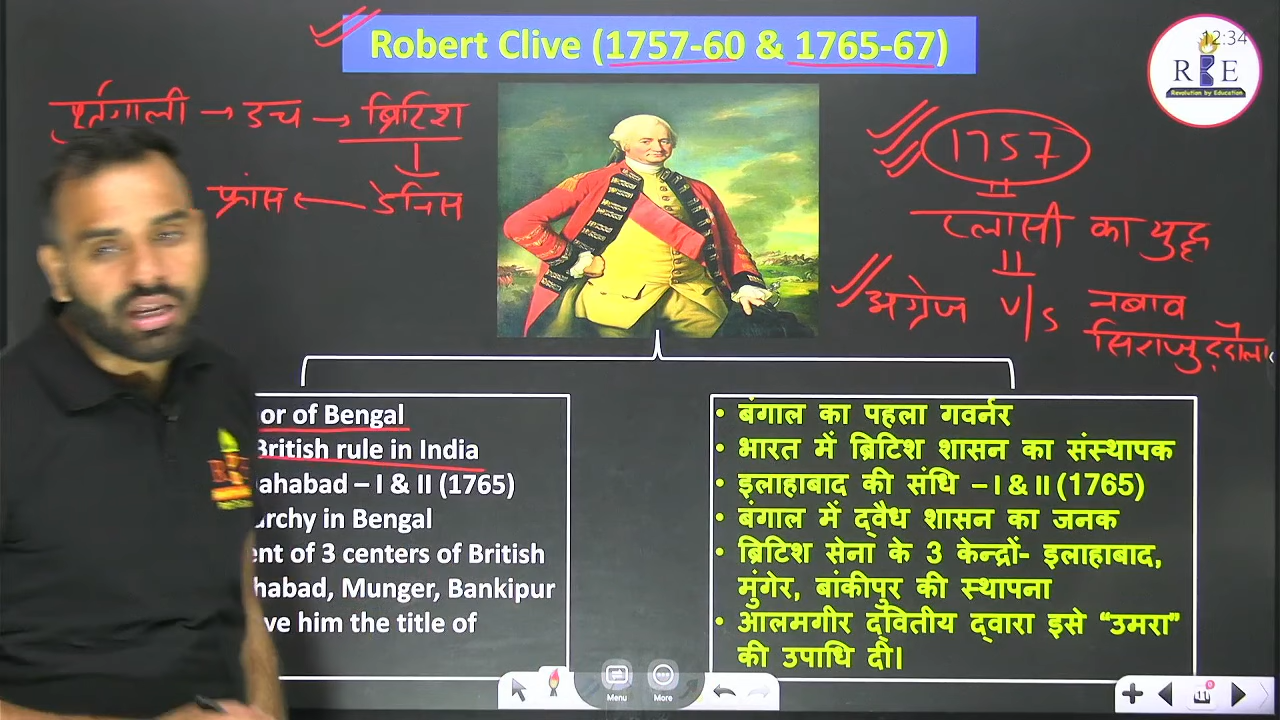 Robert Clive (1757-60 & 1765-67)
12:34
R E
Revolution by Education
पुर्तगाली → डच → ब्रिटिश
फ्रांस ← डेनिस
1757
प्लासी का युद्ध
अग्रेज V/S नबाव
सिराजुद्दौला
or of Bengal
British rule in India
ahabad – I & II (1765)
archy in Bengal
ent of 3 centers of British
habad, Munger, Bankipur
ve him the title of
• बंगाल का पहला गवर्नर
• भारत में ब्रिटिश शासन का संस्थापक
• इलाहाबाद की संधि – I & II (1765)
• बंगाल में द्वैध शासन का जनक
• ब्रिटिश सेना के 3 केन्द्रों- इलाहाबाद,
मुंगेर, बांकीपुर की स्थापना
• आलमगीर द्वितीय द्वारा इसे “उमरा”
की उपाधि दी।
Menu
More